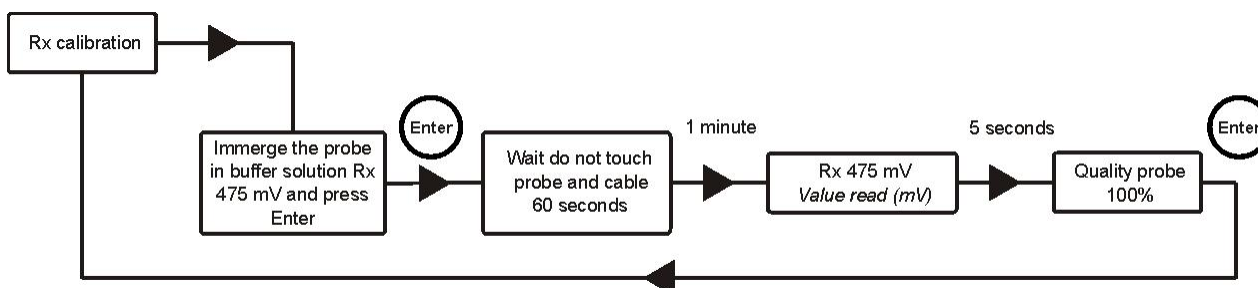 Rx calibration
Immerge the probe
in buffer solution Rx
475 mV and press
Enter
Enter
Wait do not touch
probe and cable
60 seconds
1 minute
Rx 475 mV
Value read (mV)
5 seconds
Quality probe
100%
Enter